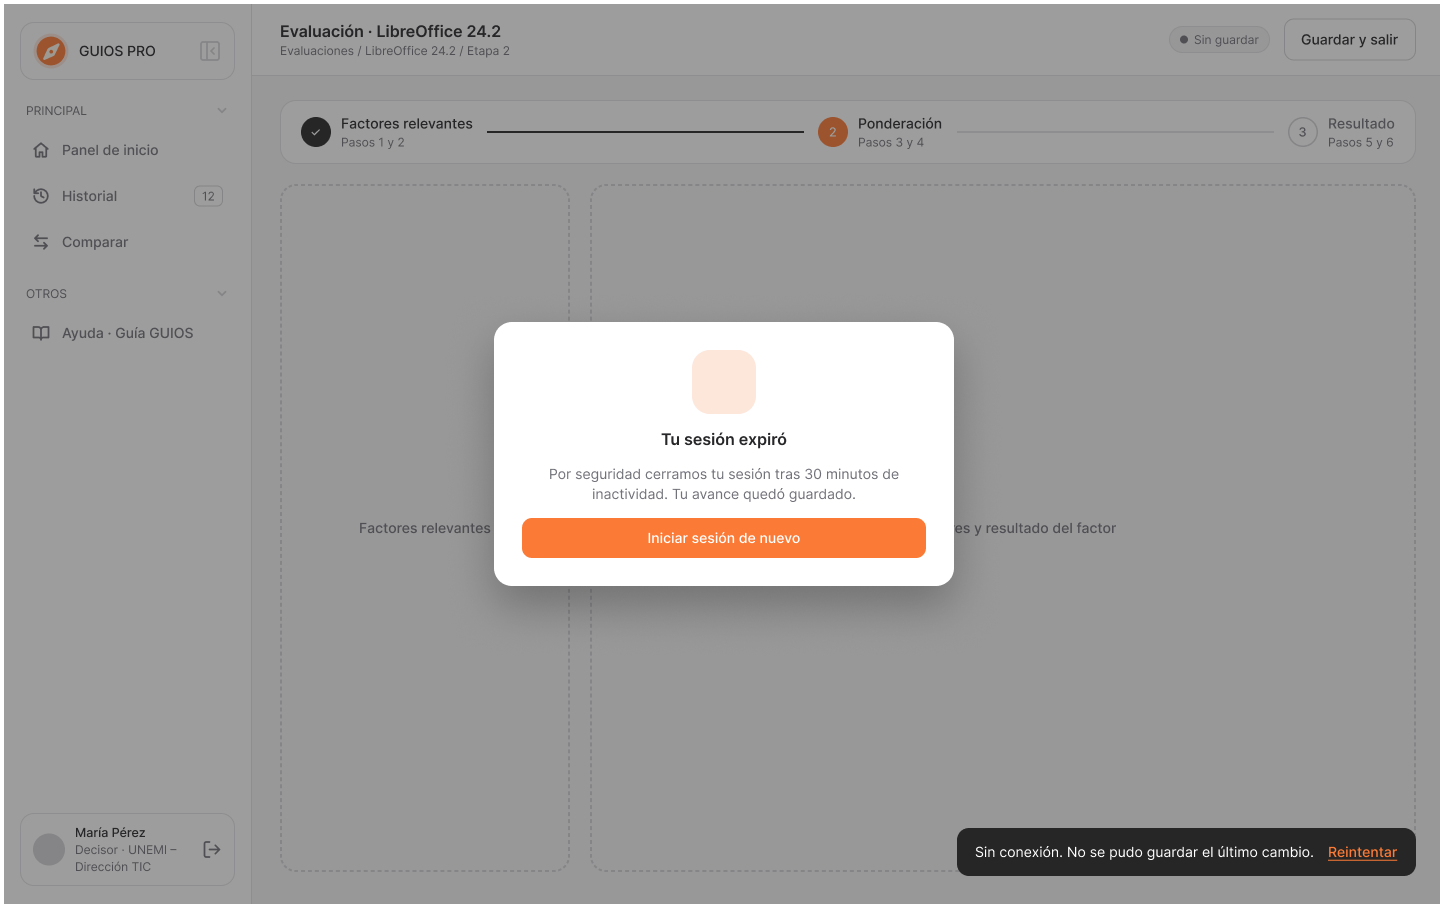 GUIOS PRO
PRINCIPAL
Panel de inicio
Historial 12
Comparar
OTROS
Ayuda · Guía GUIOS
María Pérez
Decisor · UNEMI –
Dirección TIC
Evaluación · LibreOffice 24.2
Evaluaciones / LibreOffice 24.2 / Etapa 2
Sin guardar
Guardar y salir
Factores relevantes
Pasos 1 y 2
2
Ponderación
Pasos 3 y 4
3
Resultado
Pasos 5 y 6
Factores relevantes
y resultado del factor
Tu sesión expiró
Por seguridad cerramos tu sesión tras 30 minutos de
inactividad. Tu avance quedó guardado.
Iniciar sesión de nuevo
Sin conexión. No se pudo guardar el último cambio. Reintentar